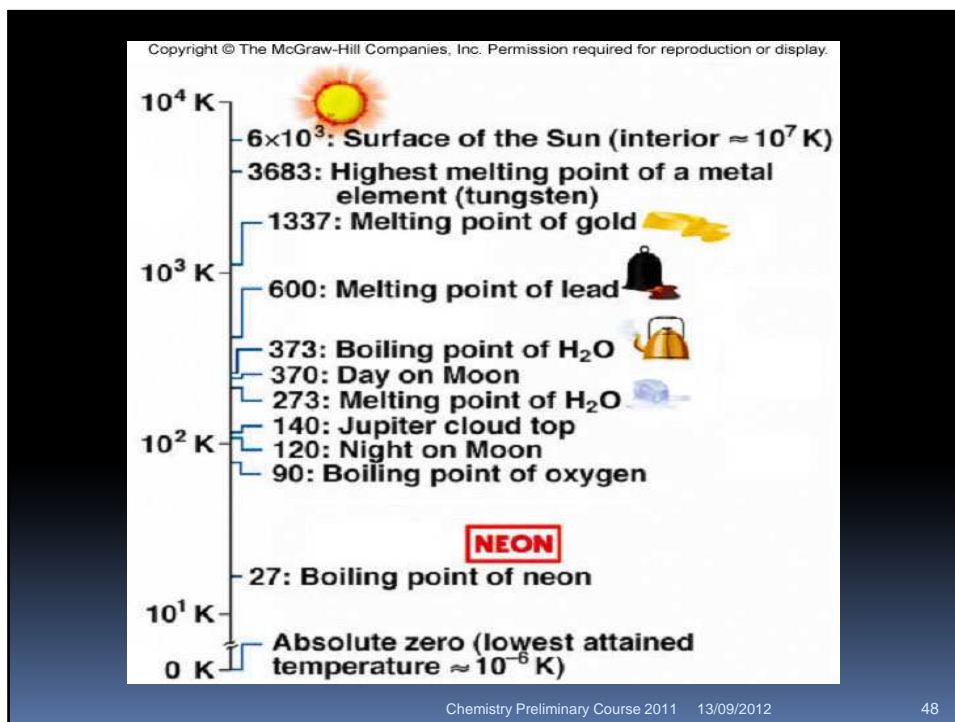 Copyright © The McGraw-Hill Companies, Inc. Permission required for reproduction or display.
10⁴ K
6×10³: Surface of the Sun (interior ≈ 10⁷ K)
3683: Highest melting point of a metal
element (tungsten)
1337: Melting point of gold
10³ K
600: Melting point of lead
373: Boiling point of H₂O
370: Day on Moon
273: Melting point of H₂O
140: Jupiter cloud top
10² K
120: Night on Moon
90: Boiling point of oxygen
NEON
27: Boiling point of neon
10¹ K
Absolute zero (lowest attained
0 K temperature ≈ 10⁻⁶ K)
Chemistry Preliminary Course 2011 13/09/2012 48